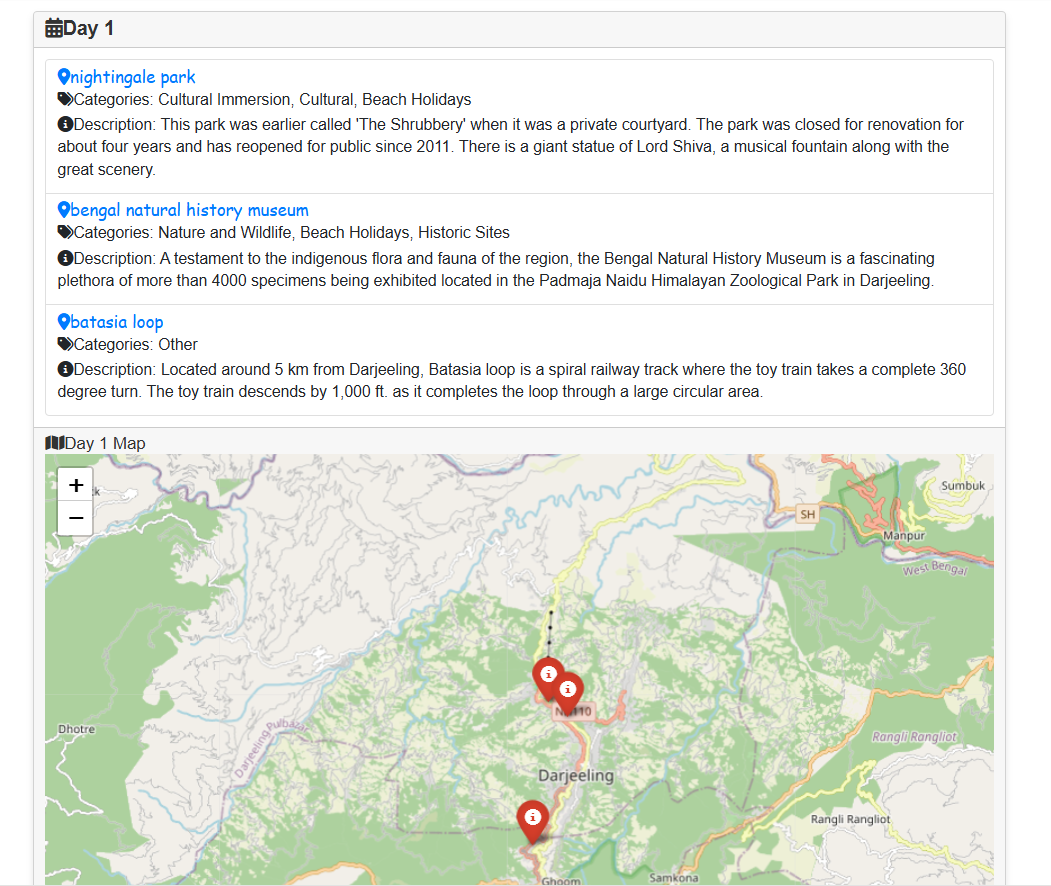 Day 1
nightingale park
Categories: Cultural Immersion, Cultural, Beach Holidays
Description: This park was earlier called 'The Shrubbery' when it was a private courtyard. The park was closed for renovation for
about four years and has reopened for public since 2011. There is a giant statue of Lord Shiva, a musical fountain along with the
great scenery.
bengal natural history museum
Categories: Nature and Wildlife, Beach Holidays, Historic Sites
Description: A testament to the indigenous flora and fauna of the region, the Bengal Natural History Museum is a fascinating
plethora of more than 4000 specimens being exhibited located in the Padmaja Naidu Himalayan Zoological Park in Darjeeling.
batasia loop
Categories: Other
Description: Located around 5 km from Darjeeling, Batasia loop is a spiral railway track where the toy train takes a complete 360
degree turn. The toy train descends by 1,000 ft. as it completes the loop through a large circular area.
Day 1 Map
+
−
Sumbuk
SH
Manpur
West Bengal
Dhotre
Darjeeling Pulbazar
Rangli Rangliot
Darjeeling
Rangli Rangliot
Ghoom
Samkona